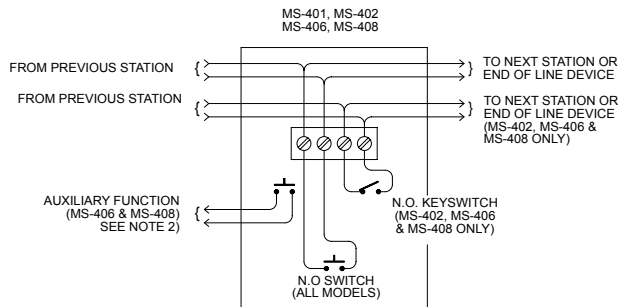 MS-401, MS-402
MS-406, MS-408
FROM PREVIOUS STATION
TO NEXT STATION OR
END OF LINE DEVICE
FROM PREVIOUS STATION
TO NEXT STATION OR
END OF LINE DEVICE
(MS-402, MS-406 &
MS-408 ONLY)
AUXILIARY FUNCTION
(MS-406 & MS-408)
SEE NOTE 2)
N.O. KEYSWITCH
(MS-402, MS-406
& MS-408 ONLY)
N.O SWITCH
(ALL MODELS)